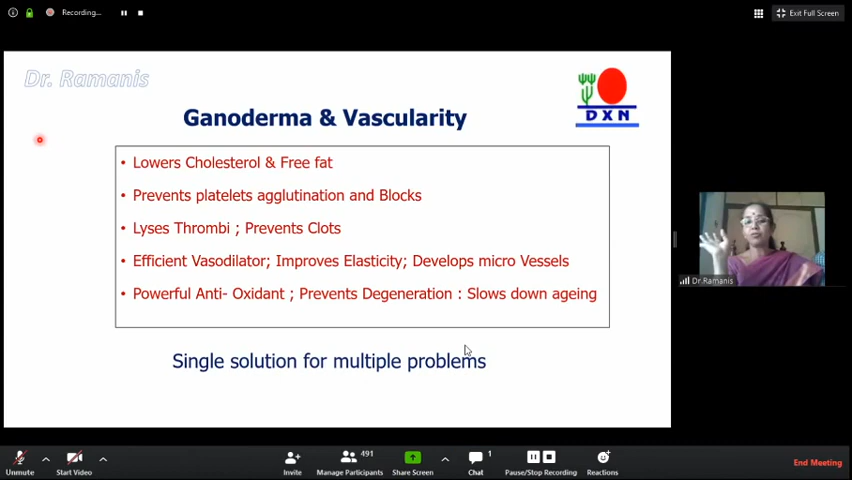 Recording...
Exit Full Screen
Dr. Ramanis
DXN
Ganoderma & Vascularity
• Lowers Cholesterol & Free fat
• Prevents platelets agglutination and Blocks
• Lyses Thrombi ; Prevents Clots
• Efficient Vasodilator; Improves Elasticity; Develops micro Vessels
• Powerful Anti- Oxidant ; Prevents Degeneration : Slows down ageing
Single solution for multiple problems
Dr.Ramanis
Unmute
Start Video
Invite
491
Manage Participants
Share Screen
1
Chat
Pause/Stop Recording
Reactions
End Meeting